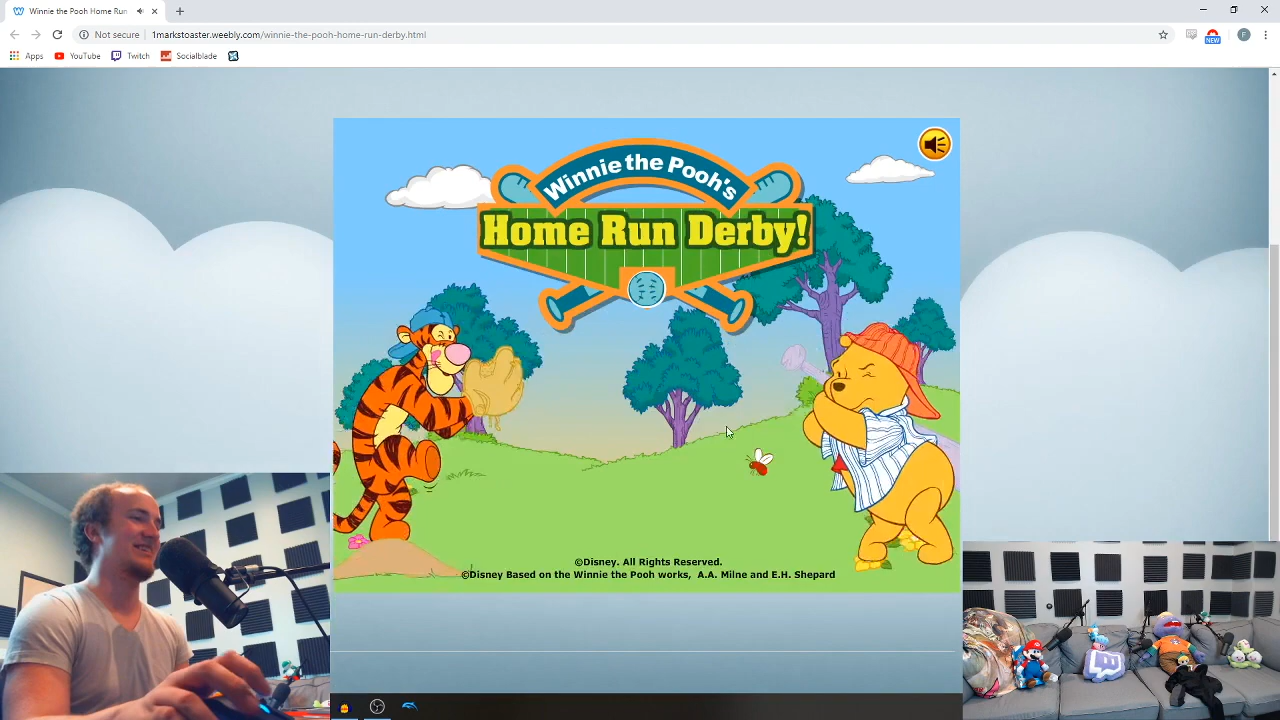 Winnie the Pooh Home Run
Not secure
1markstoaster.weebly.com/winnie-the-pooh-home-run-derby.html
NEW
F
Apps
YouTube
Twitch
Socialblade
Winnie the Pooh's
Home Run Derby!
©Disney. All Rights Reserved.
©Disney Based on the Winnie the Pooh works, A.A. Milne and E.H. Shepard